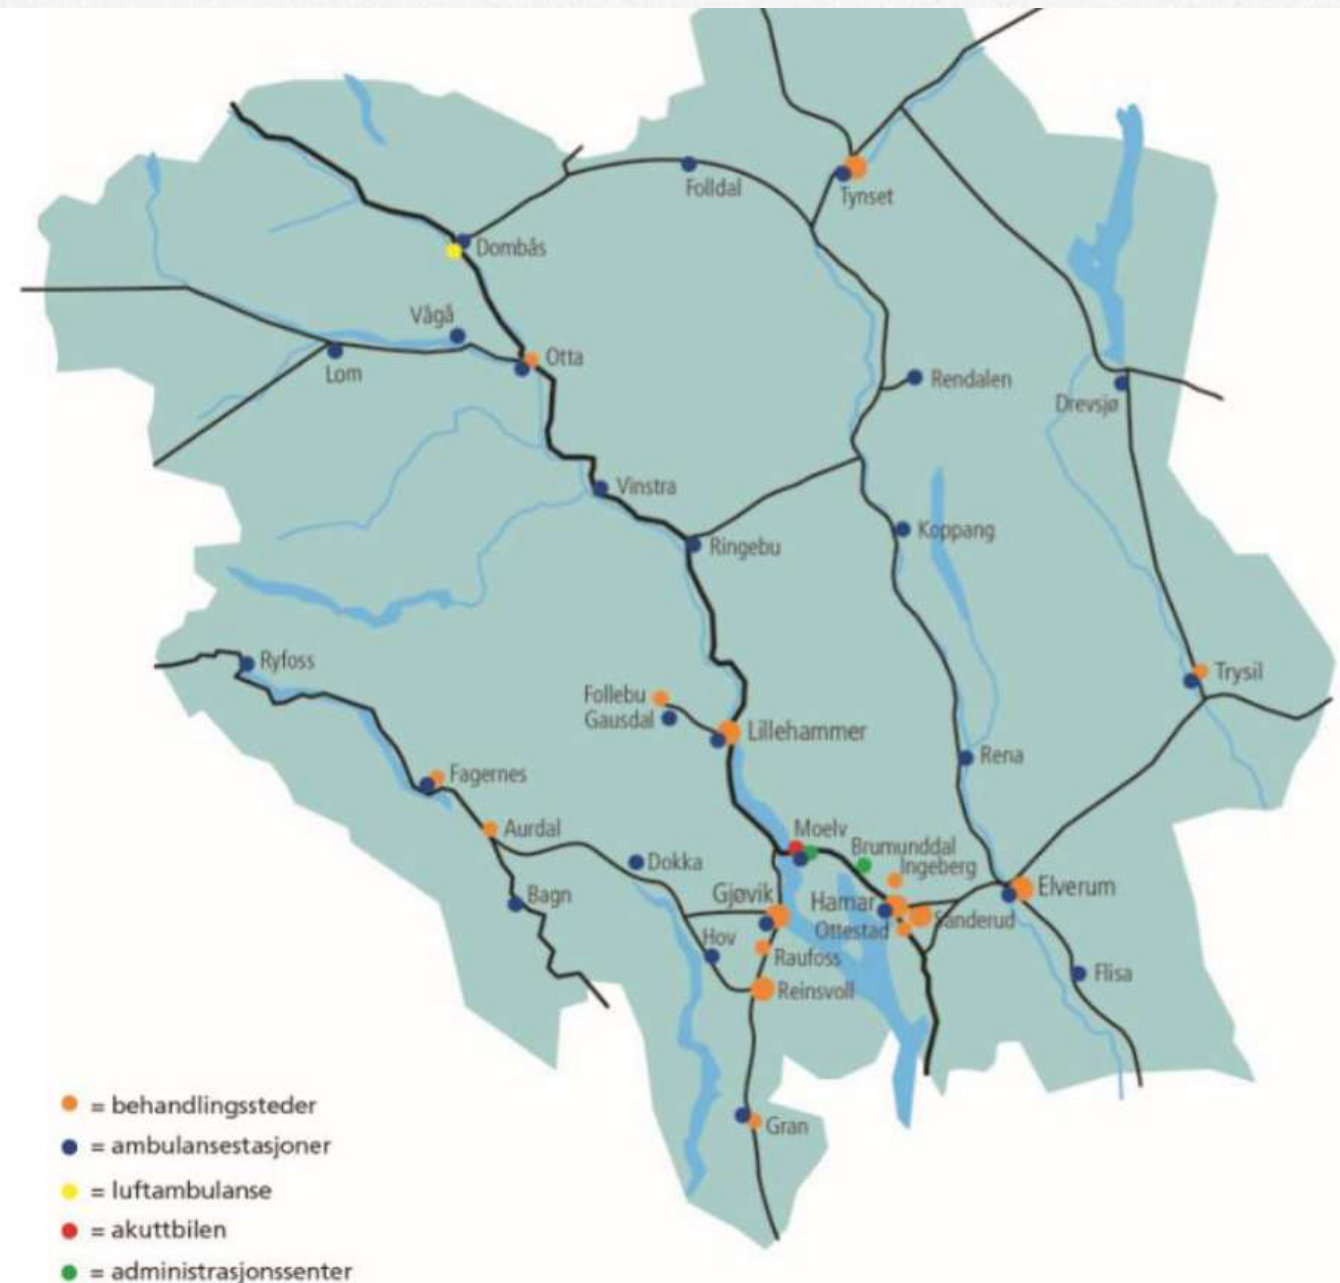 Folldal
Tynset
Dombås
Vågå
Otta
Lom
Rendalen
Drevsjø
Vinstra
Koppang
Ringebu
Ryfoss
Trysil
Follebu
Gausdal
Lillehammer
Rena
Fagernes
Aurdal
Moelv
Brumunddal
Dokka
Ingeberg
Gjøvik
Hamar
Elverum
Bagn
Sanderud
Ottestad
Hov
Raufoss
Flisa
Reinsvoll
Gran
= behandlingssteder
= ambulansestasjoner
= luftambulanse
= akuttbilen
= administrasjonssenter